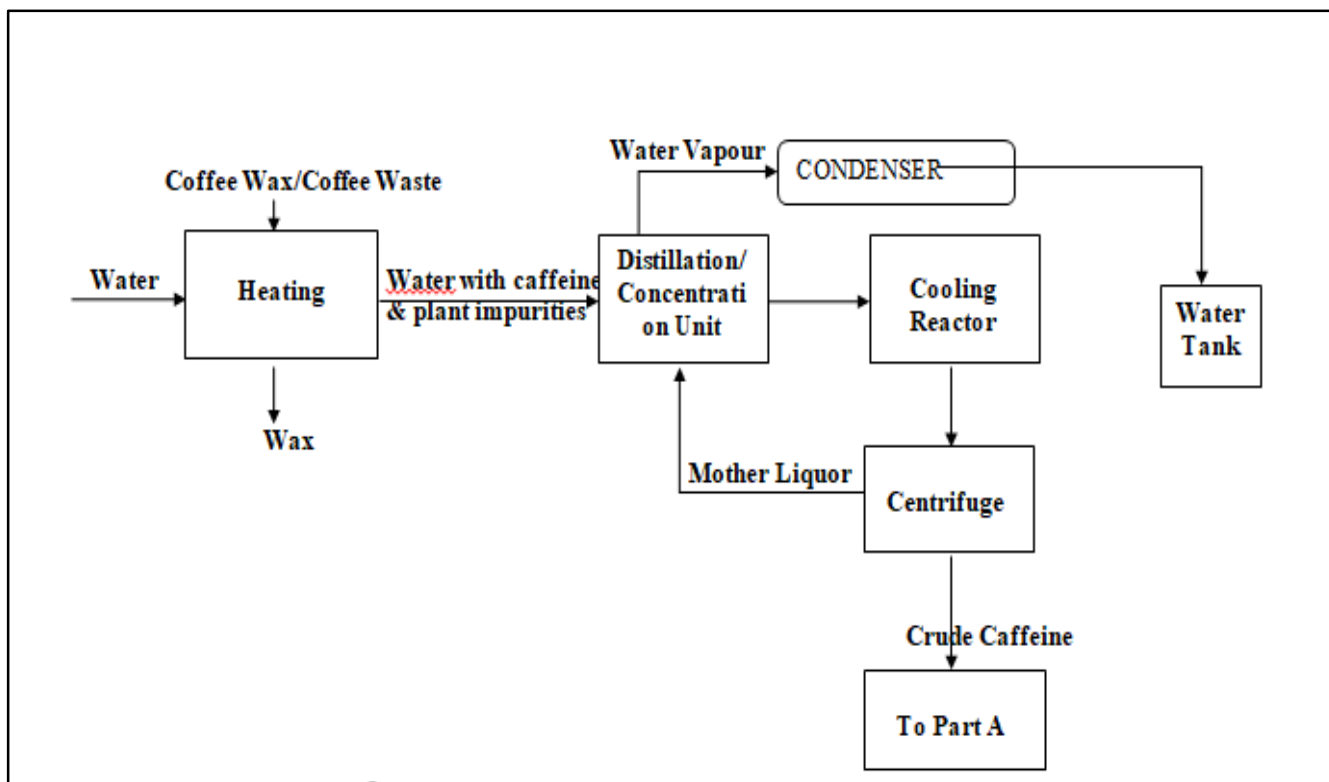 Water Vapour
CONDENSER
Coffee Wax/Coffee Waste
Water
Heating
Water with caffeine
& plant impurities
Distillation/
Concentrati
on Unit
Cooling
Reactor
Water
Tank
Wax
Mother Liquor
Centrifuge
Crude Caffeine
To Part A